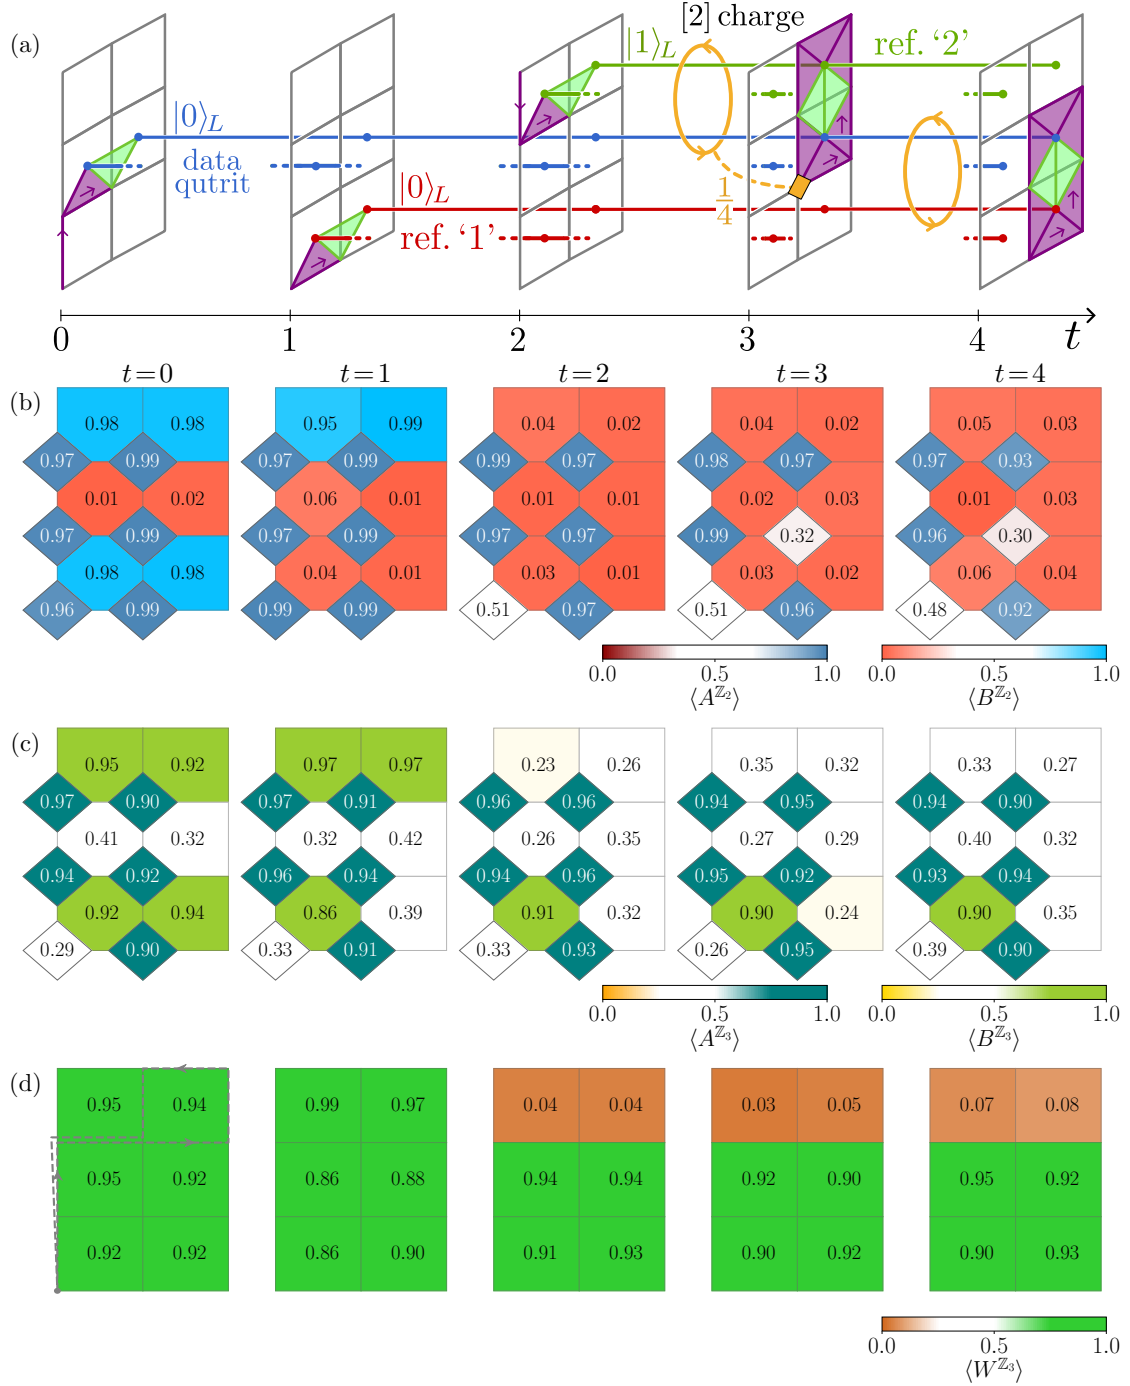 (a)
[2] charge
|1⟩L
ref. ‘2’
|0⟩L
data
qutrit
|0⟩L
ref. ‘1’
1/4
0 1 2 3 4 t
t=0 t=1 t=2 t=3 t=4
(b)
0.98 0.98 0.95 0.99 0.04 0.02 0.04 0.02 0.05 0.03
0.97 0.99 0.97 0.99 0.99 0.97 0.98 0.97 0.97 0.93
0.01 0.02 0.06 0.01 0.01 0.01 0.02 0.03 0.01 0.03
0.97 0.99 0.97 0.99 0.97 0.97 0.99 0.32 0.96 0.30
0.98 0.98 0.04 0.01 0.03 0.01 0.03 0.02 0.06 0.04
0.96 0.99 0.99 0.99 0.51 0.97 0.51 0.96 0.48 0.92
0.0 0.5 1.0 0.0 0.5 1.0
⟨A^ℤ₂⟩ ⟨B^ℤ₂⟩
(c)
0.95 0.92 0.97 0.97 0.23 0.26 0.35 0.32 0.33 0.27
0.97 0.90 0.97 0.91 0.96 0.96 0.94 0.95 0.94 0.90
0.41 0.32 0.32 0.42 0.26 0.35 0.27 0.29 0.40 0.32
0.94 0.92 0.96 0.94 0.94 0.96 0.95 0.92 0.93 0.94
0.92 0.94 0.86 0.39 0.91 0.32 0.90 0.24 0.90 0.35
0.29 0.90 0.33 0.91 0.33 0.93 0.26 0.95 0.39 0.90
0.0 0.5 1.0 0.0 0.5 1.0
⟨A^ℤ₃⟩ ⟨B^ℤ₃⟩
(d)
0.95 0.94 0.99 0.97 0.04 0.04 0.03 0.05 0.07 0.08
0.95 0.92 0.86 0.88 0.94 0.94 0.92 0.90 0.95 0.92
0.92 0.92 0.86 0.90 0.91 0.93 0.90 0.92 0.90 0.93
0.0 0.5 1.0
⟨W^ℤ₃⟩